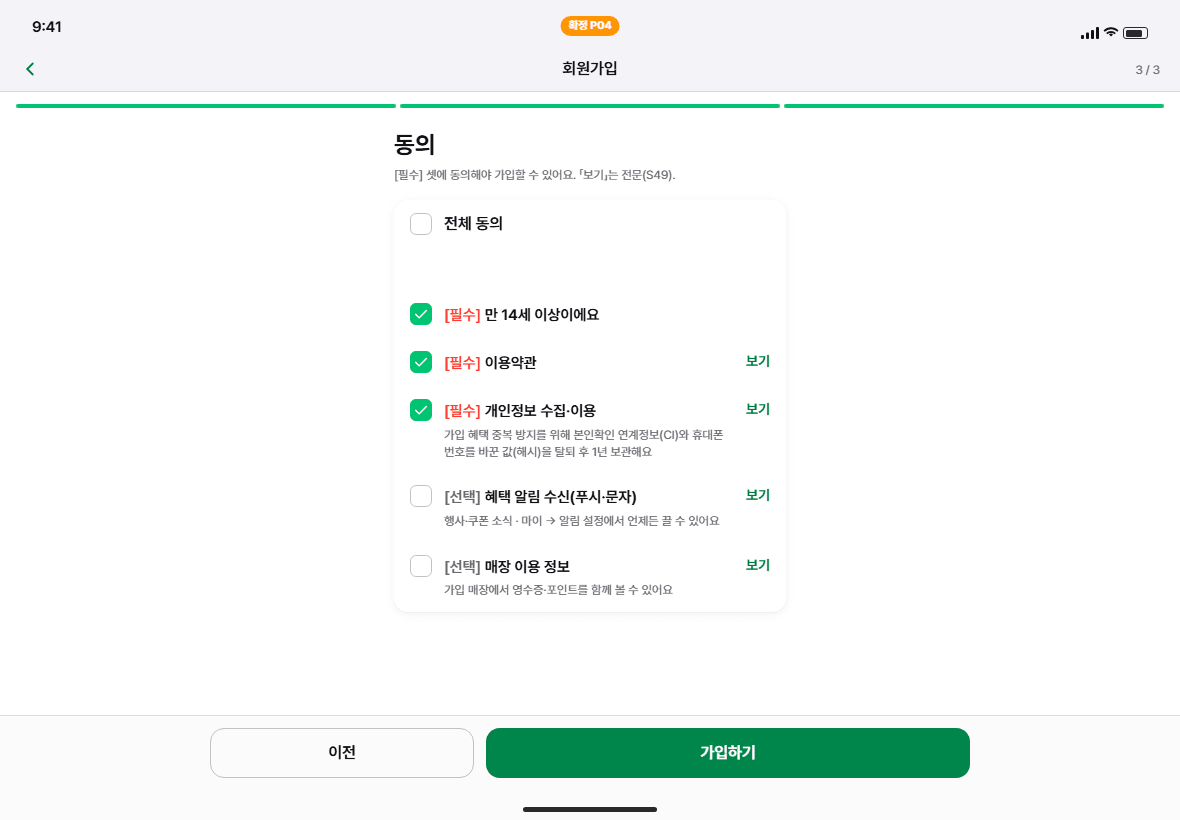 9:41
확정 P04
회원가입
3 / 3
동의
[필수] 셋에 동의해야 가입할 수 있어요. 「보기」는 전문(S49).
전체 동의
[필수] 만 14세 이상이에요
[필수] 이용약관
보기
[필수] 개인정보 수집·이용
보기
가입 혜택 중복 방지를 위해 본인확인 연계정보(CI)와 휴대폰
번호를 바꾼 값(해시)을 탈퇴 후 1년 보관해요
[선택] 혜택 알림 수신(푸시·문자)
보기
행사·쿠폰 소식 · 마이 → 알림 설정에서 언제든 끌 수 있어요
[선택] 매장 이용 정보
보기
가입 매장에서 영수증·포인트를 함께 볼 수 있어요
이전
가입하기